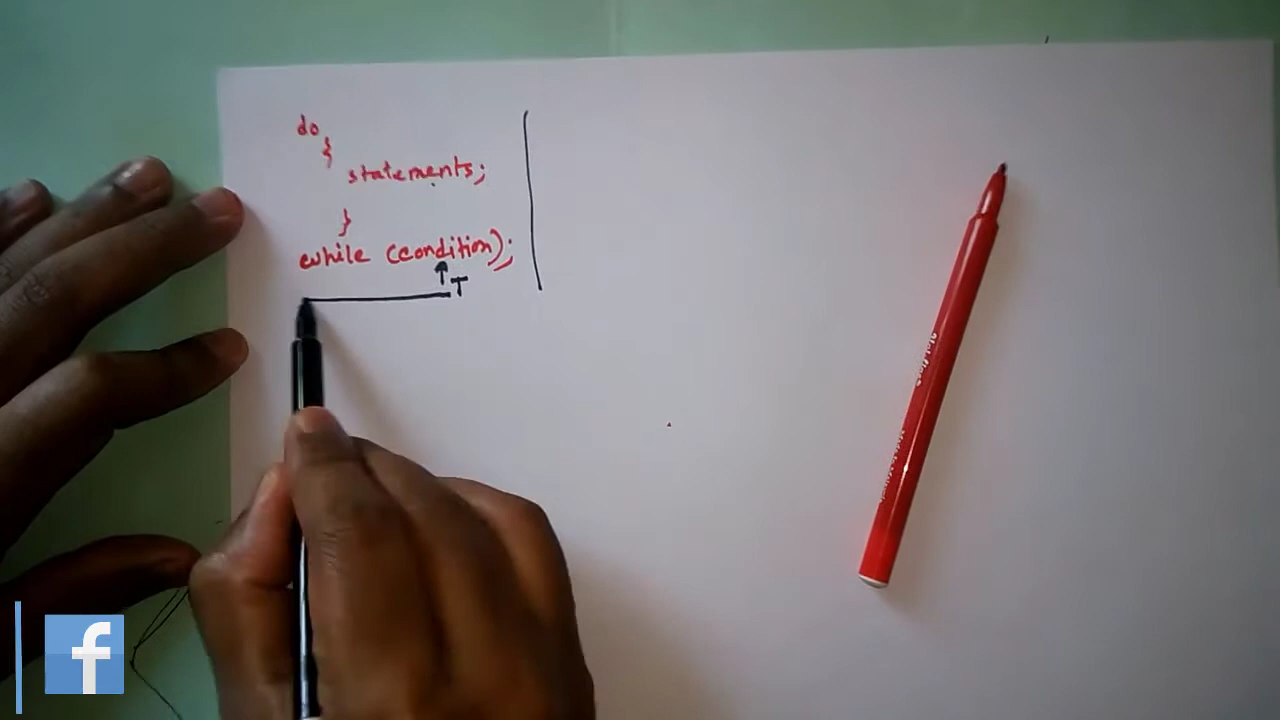 do
{
statements;
}
while (condition);
T
f